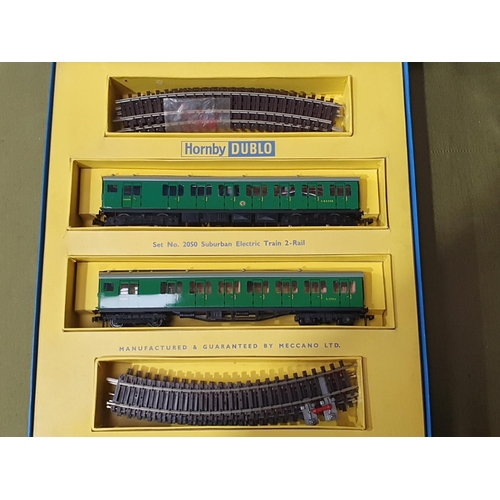 Hornby DUBLO
Set No. 2050 Suburban Electric Train 2-Rail
MANUFACTURED & GUARANTEED BY MECCANO LTD.